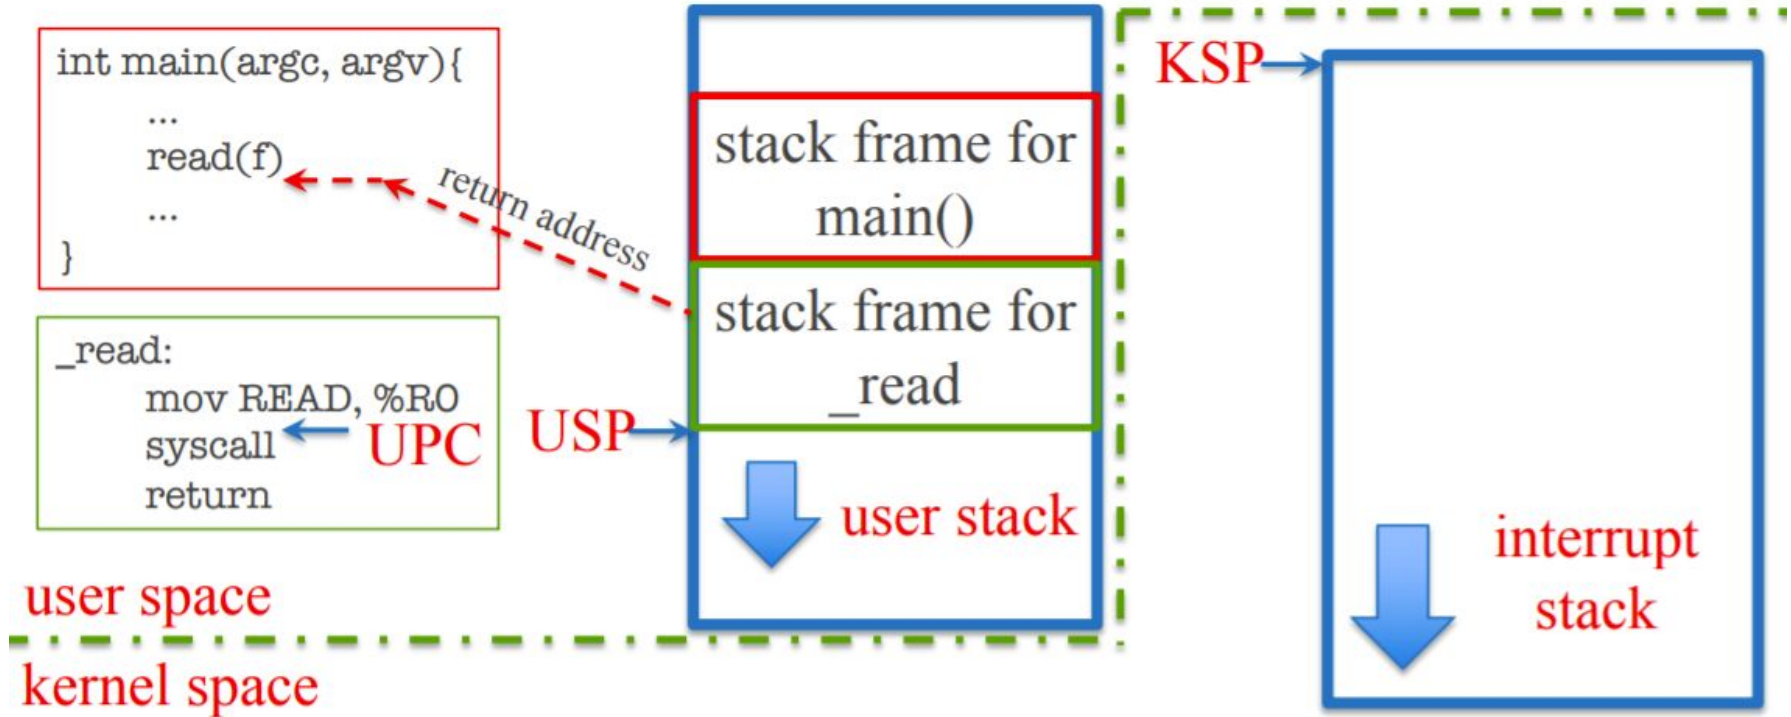 int main(argc, argv){
...
read(f)
...
}
return address
_read:
mov READ, %R0
syscall
return
UPC
USP
stack frame for
main()
stack frame for
_read
user stack
user space
kernel space
KSP
interrupt
stack